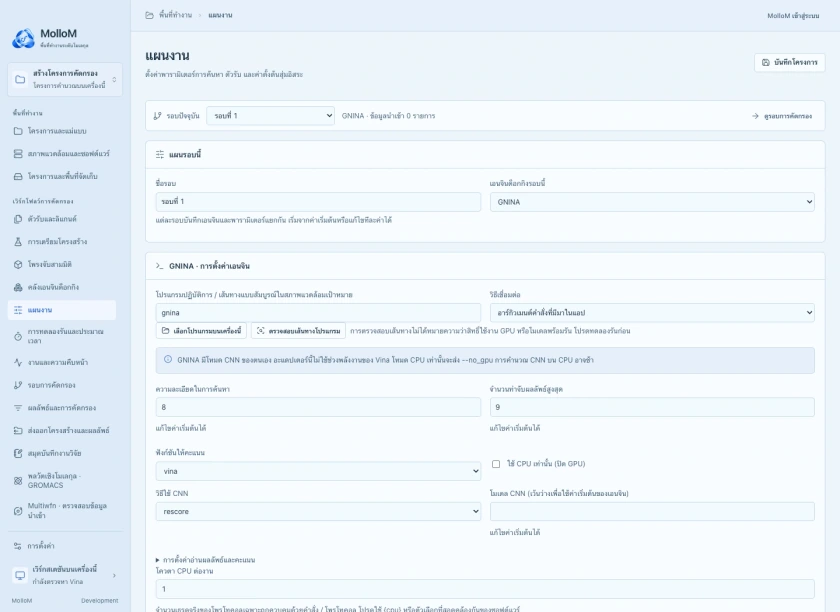 MolloM
พื้นที่ทำงานระดับโมเลกุล
สร้างโครงการคัดกรอง
โครงการคำนวณบนเครื่องนี้
พื้นที่ทำงาน
โครงการและแม่แบบ
สภาพแวดล้อมและซอฟต์แวร์
โครงการและพื้นที่จัดเก็บ
เวิร์กโฟลว์การคัดกรอง
ตัวรับและลิแกนด์
การเตรียมโครงสร้าง
โพรงจับสามมิติ
คลังเอนจินด็อกกิง
แผนงาน
การทดลองรันและประมาณ
เวลา
งานและความคืบหน้า
รอบการคัดกรอง
ผลลัพธ์และการคัดกรอง
ส่งออกโครงสร้างและผลลัพธ์
สมุดบันทึกงานวิจัย
พลวัตเชิงโมเลกุล ·
GROMACS
Multiwfn · ตรวจสอบข้อมูล
นำเข้า
การตั้งค่า
เวิร์กสเตชันบนเครื่องนี้
กำลังตรวจหา Vina
MolloM
Development
พื้นที่ทำงาน
แผนงาน
MolloM เข้าสู่ระบบ
แผนงาน
ตั้งค่าพารามิเตอร์การค้นหา ตัวรับ และค่าตั้งต้นสุ่มอิสระ
บันทึกโครงการ
รอบปัจจุบัน
รอบที่ 1
GNINA · ข้อมูลนำเข้า 0 รายการ
ดูรอบการคัดกรอง
แผนรอบนี้
ชื่อรอบ
เอนจินด็อกกิงรอบนี้
รอบที่ 1
GNINA
แต่ละรอบบันทึกเอนจินและพารามิเตอร์แยกกัน เริ่มจากค่าเริ่มต้นหรือแก้ไขทีละค่าได้
GNINA · การตั้งค่าเอนจิน
โปรแกรมปฏิบัติการ / เส้นทางแบบสัมบูรณ์ในสภาพแวดล้อมเป้าหมาย
วิธีเชื่อมต่อ
gnina
อาร์กิวเมนต์คำสั่งที่มีมาในแอป
เลือกโปรแกรมบนเครื่องนี้
ตรวจสอบเส้นทางโปรแกรม
การตรวจสอบเส้นทางไม่ได้หมายความว่าสิทธิ์ใช้งาน GPU หรือโมเดลพร้อมรัน โปรดทดลองรันก่อน
GNINA มีโหมด CNN ของตนเอง อะแดปเตอร์นี้ไม่ใช้ช่วงพลังงานของ Vina โหมด CPU เท่านั้นจะส่ง --no_gpu การคำนวณ CNN บน CPU อาจช้า
ความละเอียดในการค้นหา
จำนวนท่าจับผลลัพธ์สูงสุด
8
9
แก้ไขค่าเริ่มต้นได้
แก้ไขค่าเริ่มต้นได้
ฟังก์ชันให้คะแนน
vina
ใช้ CPU เท่านั้น (ปิด GPU)
วิธีใช้ CNN
โมเดล CNN (เว้นว่างเพื่อใช้ค่าเริ่มต้นของเอนจิน)
rescore
แก้ไขค่าเริ่มต้นได้
การตั้งค่าอ่านผลลัพธ์และคะแนน
โควตา CPU ต่องาน
1